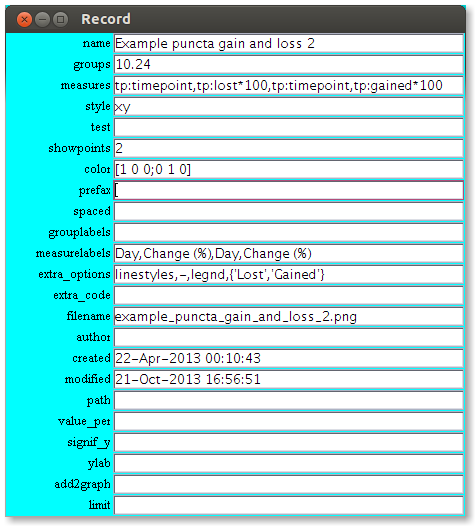 Record
name Example puncta gain and loss 2
groups 10.24
measures tp:timepoint,tp:lost*100,tp:timepoint,tp:gained*100
style xy
test
showpoints 2
color [1 0 0;0 1 0]
prefax [
spaced
grouplabels
measurelabels Day,Change (%),Day,Change (%)
extra_options linestyles,-,legnd,{'Lost','Gained'}
extra_code
filename example_puncta_gain_and_loss_2.png
author
created 22-Apr-2013 00:10:43
modified 21-Oct-2013 16:56:51
path
value_per
signif_y
ylab
add2graph
limit